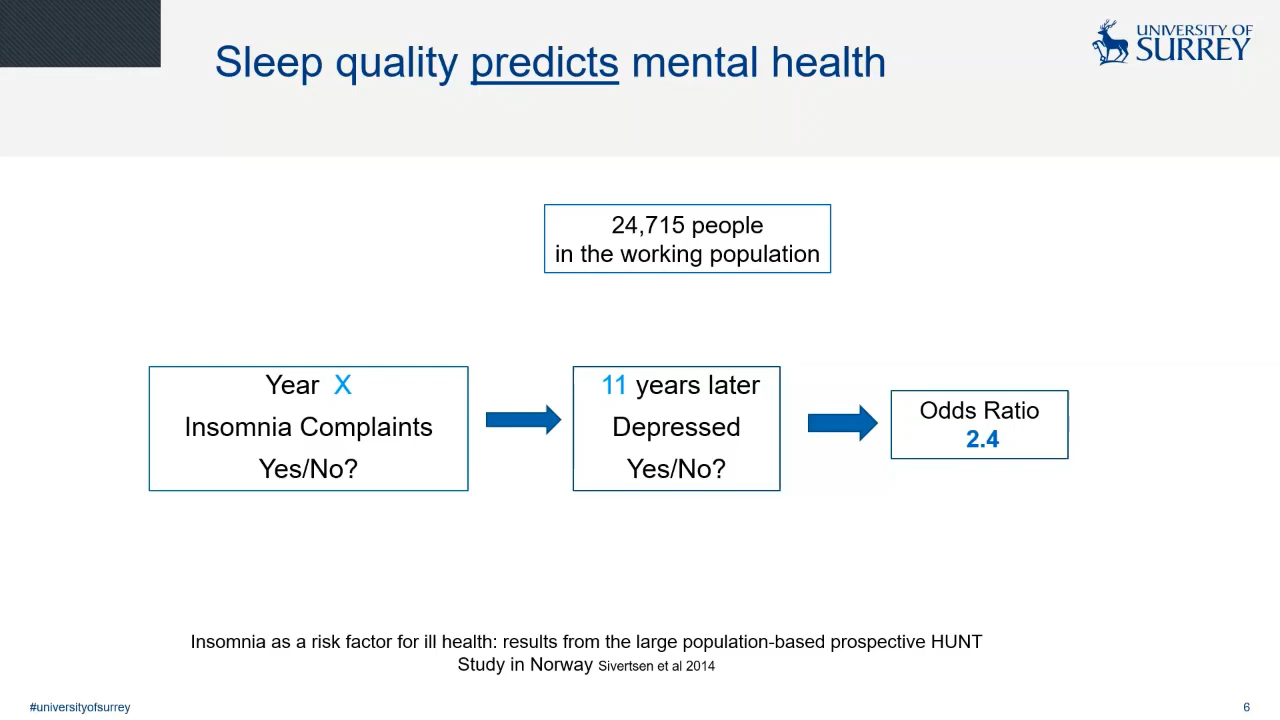 Sleep quality predicts mental health
UNIVERSITY OF
SURREY
24,715 people
in the working population
Year X
Insomnia Complaints
Yes/No?
11 years later
Depressed
Yes/No?
Odds Ratio
2.4
Insomnia as a risk factor for ill health: results from the large population-based prospective HUNT
Study in Norway Sivertsen et al 2014
#universityofsurrey
6